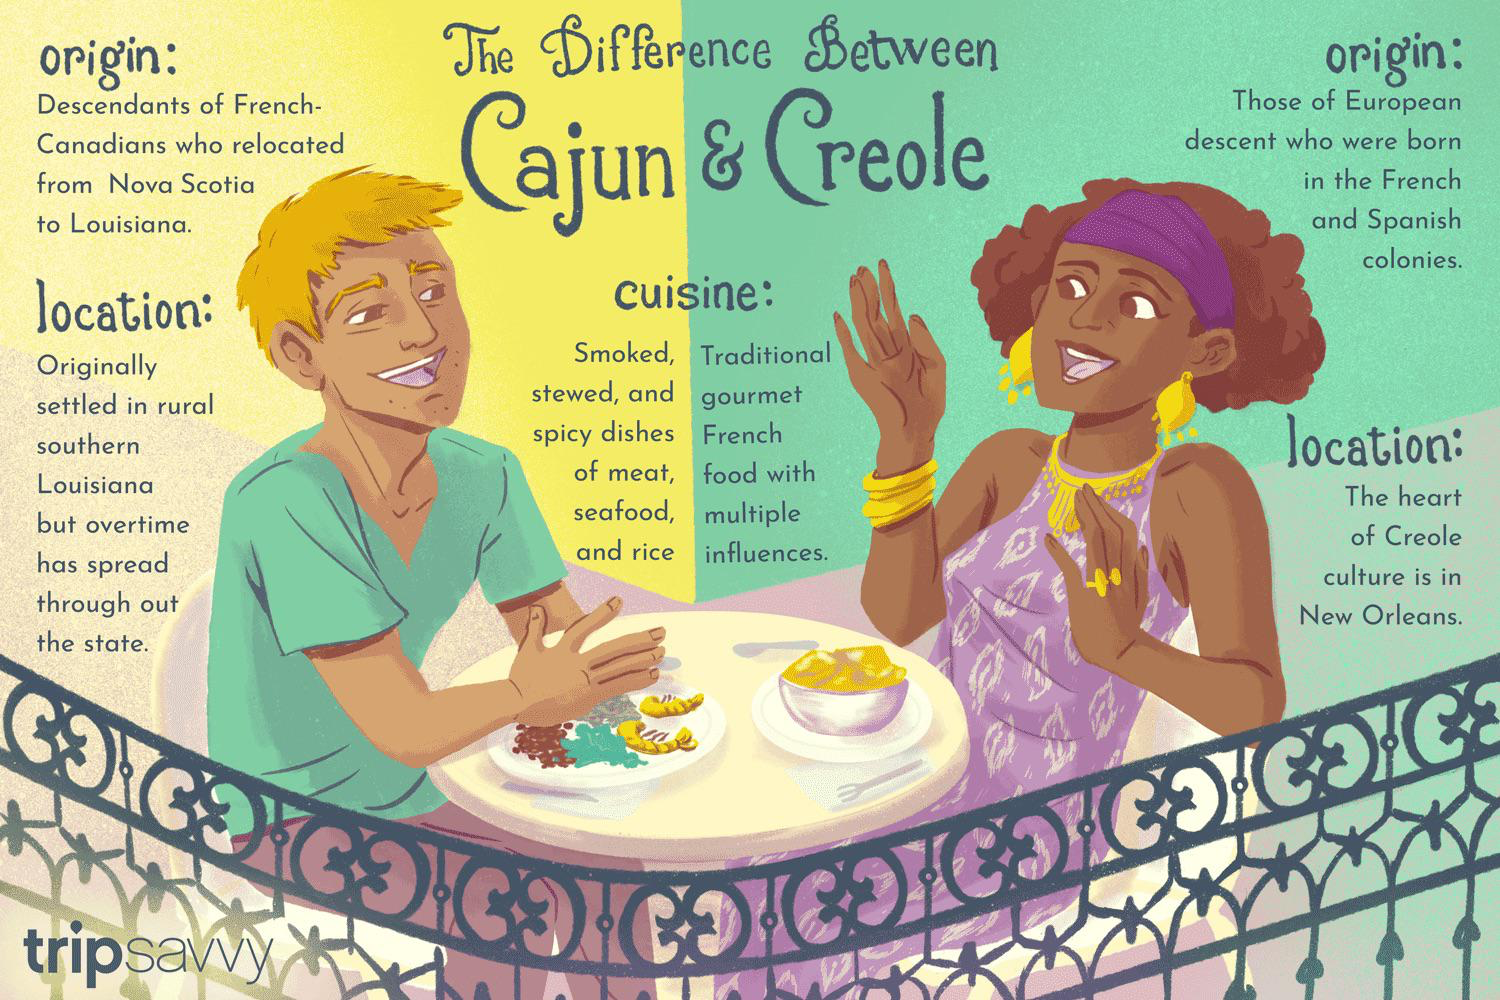 The Difference Between
Cajun & Creole
origin:
Descendants of French-
Canadians who relocated
from Nova Scotia
to Louisiana.
location:
Originally
settled in rural
southern
Louisiana
but overtime
has spread
through out
the state.
cuisine:
Smoked,
stewed, and
spicy dishes
of meat,
seafood,
and rice
Traditional
gourmet
French
food with
multiple
influences.
origin:
Those of European
descent who were born
in the French
and Spanish
colonies.
location:
The heart
of Creole
culture is in
New Orleans.
tripsavvy